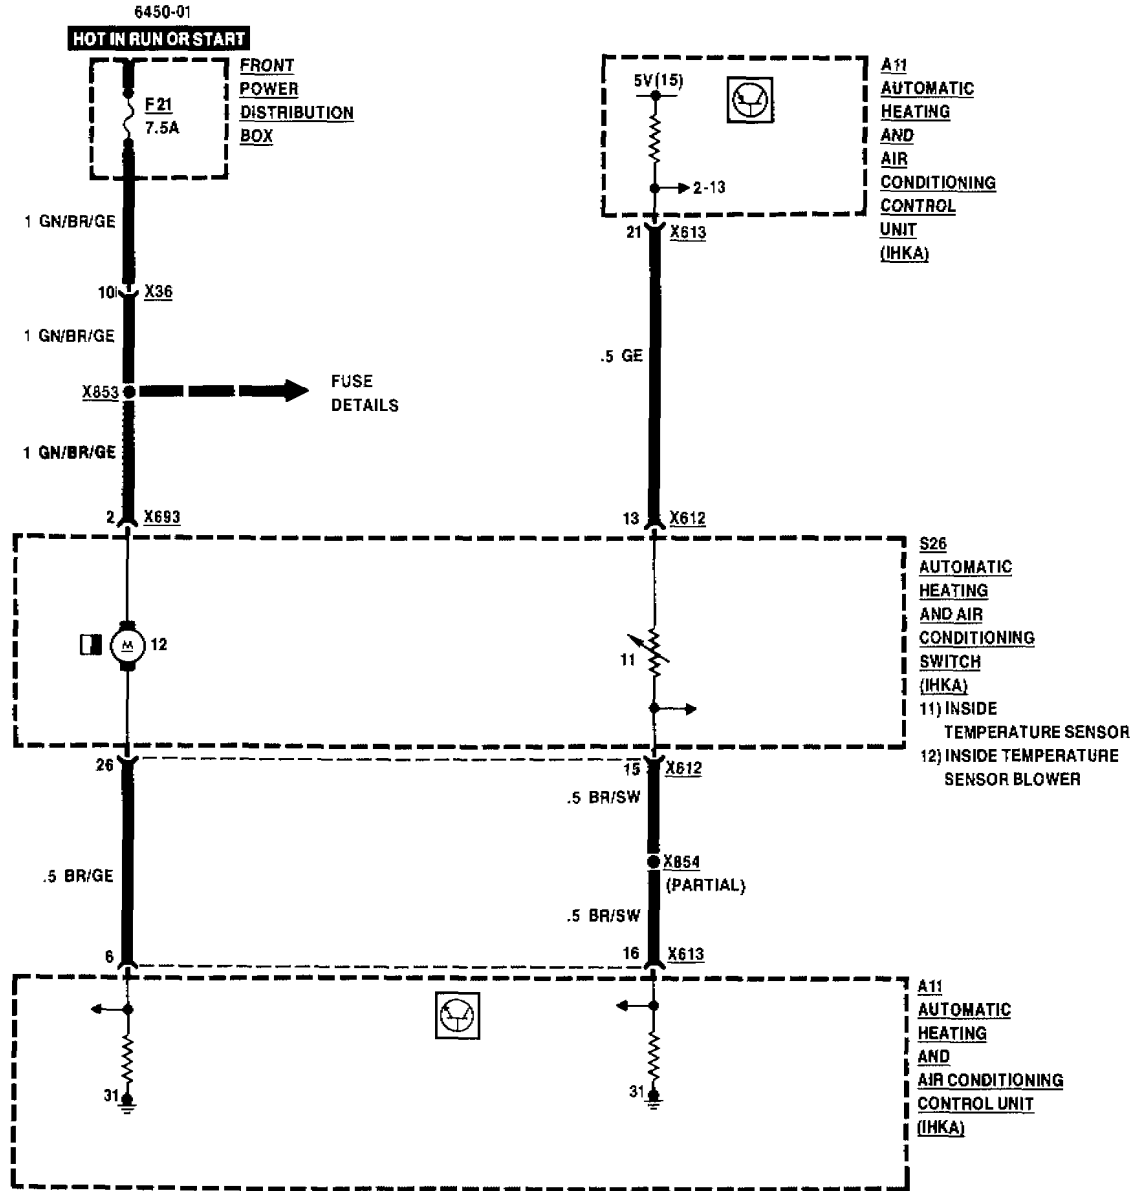 6450-01
HOT IN RUN OR START
FRONT
POWER
DISTRIBUTION
BOX
F21
7.5A
5V(15)
2-13
A11
AUTOMATIC
HEATING
AND
AIR
CONDITIONING
CONTROL
UNIT
(IHKA)
1 GN/BR/GE
21 X613
10 X36
1 GN/BR/GE
.5 GE
X853
FUSE
DETAILS
1 GN/BR/GE
2 X693
13 X612
S26
AUTOMATIC
HEATING
AND AIR
CONDITIONING
SWITCH
(IHKA)
11) INSIDE
TEMPERATURE SENSOR
12) INSIDE TEMPERATURE
SENSOR BLOWER
M 12
11
26
15 X612
.5 BR/SW
.5 BR/GE
X854
(PARTIAL)
.5 BR/SW
6
16 X613
A11
AUTOMATIC
HEATING
AND
AIR CONDITIONING
CONTROL UNIT
(IHKA)
31
31